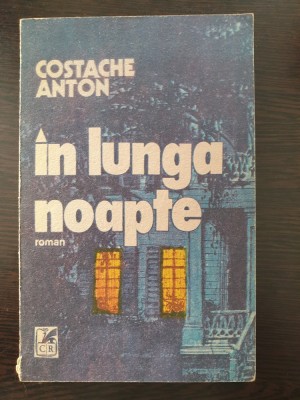 COSTACHE
ANTON
în lunga
noapte
roman
CR